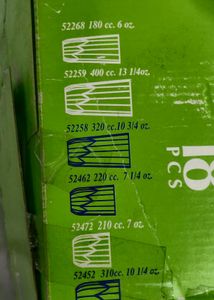 52268 180 cc. 6 oz.
52259 400 cc. 13 1/4oz.
52258 320 cc.10 3/4 oz.
52462 220 cc. 7 1/4 oz.
52472 210 cc. 7 oz.
52452 310cc. 10 1/4 oz.
18
PCS